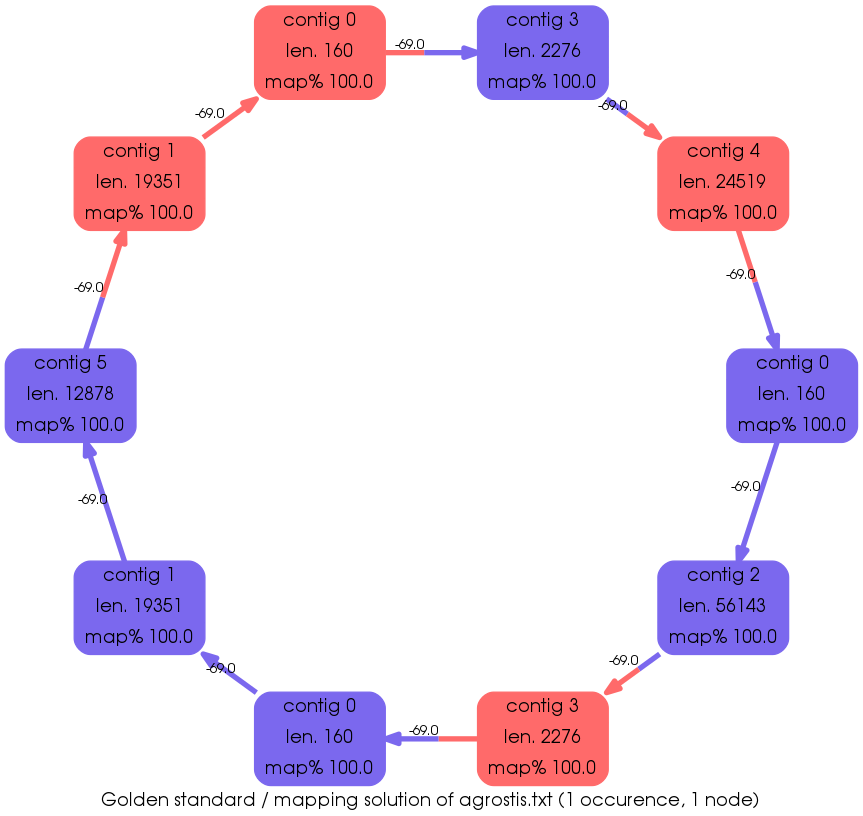 contig 0
len. 160
map% 100.0
-69.0
contig 3
len. 2276
map% 100.0
-69.0
contig 4
len. 24519
map% 100.0
-69.0
contig 0
len. 160
map% 100.0
-69.0
contig 2
len. 56143
map% 100.0
-69.0
contig 3
len. 2276
map% 100.0
-69.0
contig 0
len. 160
map% 100.0
-69.0
contig 1
len. 19351
map% 100.0
-69.0
contig 5
len. 12878
map% 100.0
-69.0
contig 1
len. 19351
map% 100.0
-69.0
Golden standard / mapping solution of agrostis.txt (1 occurence, 1 node)